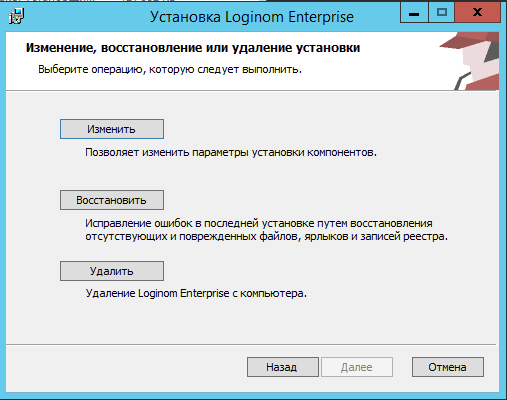 Установка Loginom Enterprise
Изменение, восстановление или удаление установки
Выберите операцию, которую следует выполнить.
Изменить
Позволяет изменить параметры установки компонентов.
Восстановить
Исправление ошибок в последней установке путем восстановления
отсутствующих и поврежденных файлов, ярлыков и записей реестра.
Удалить
Удаление Loginom Enterprise с компьютера.
Назад Далее Отмена